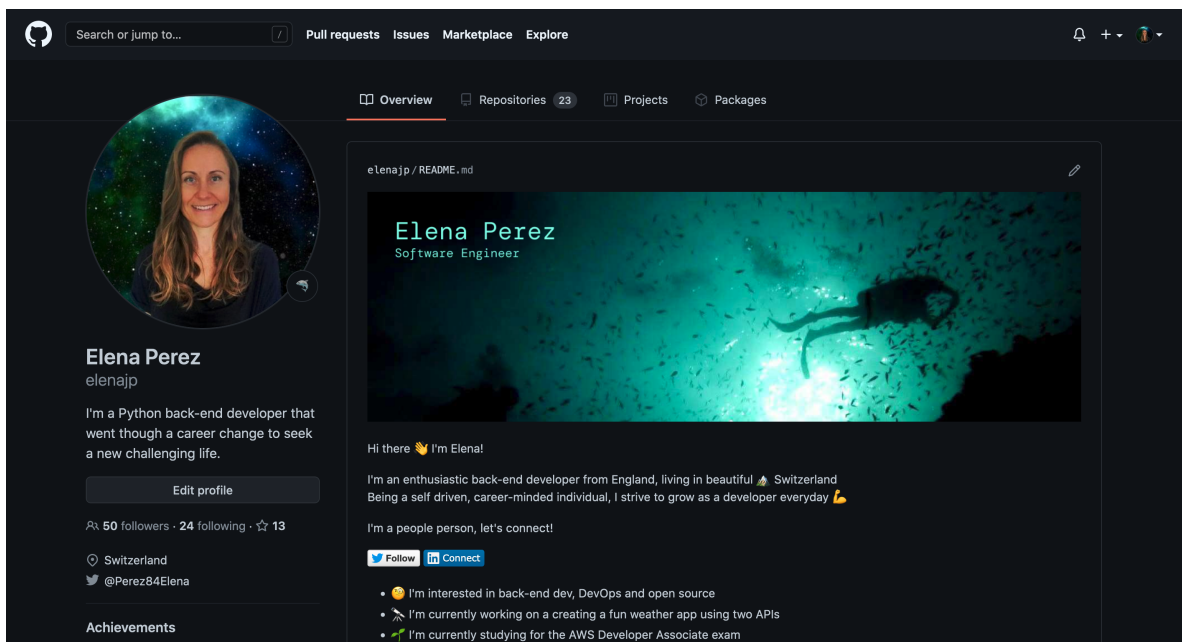 Search or jump to... /
Pull requests Issues Marketplace Explore
Overview Repositories 23 Projects Packages
elenajp/README.md
Elena Perez
Software Engineer
Elena Perez
elenajp
I'm a Python back-end developer that
went though a career change to seek
a new challenging life.
Edit profile
50 followers · 24 following · 13
Switzerland
@Perez84Elena
Achievements
Hi there 👋 I'm Elena!
I'm an enthusiastic back-end developer from England, living in beautiful 🏔 Switzerland
Being a self driven, career-minded individual, I strive to grow as a developer everyday 💪
I'm a people person, let's connect!
Follow in Connect
• 🧐 I'm interested in back-end dev, DevOps and open source
• 🔭 I'm currently working on a creating a fun weather app using two APIs
• 🌱 I'm currently studying for the AWS Developer Associate exam